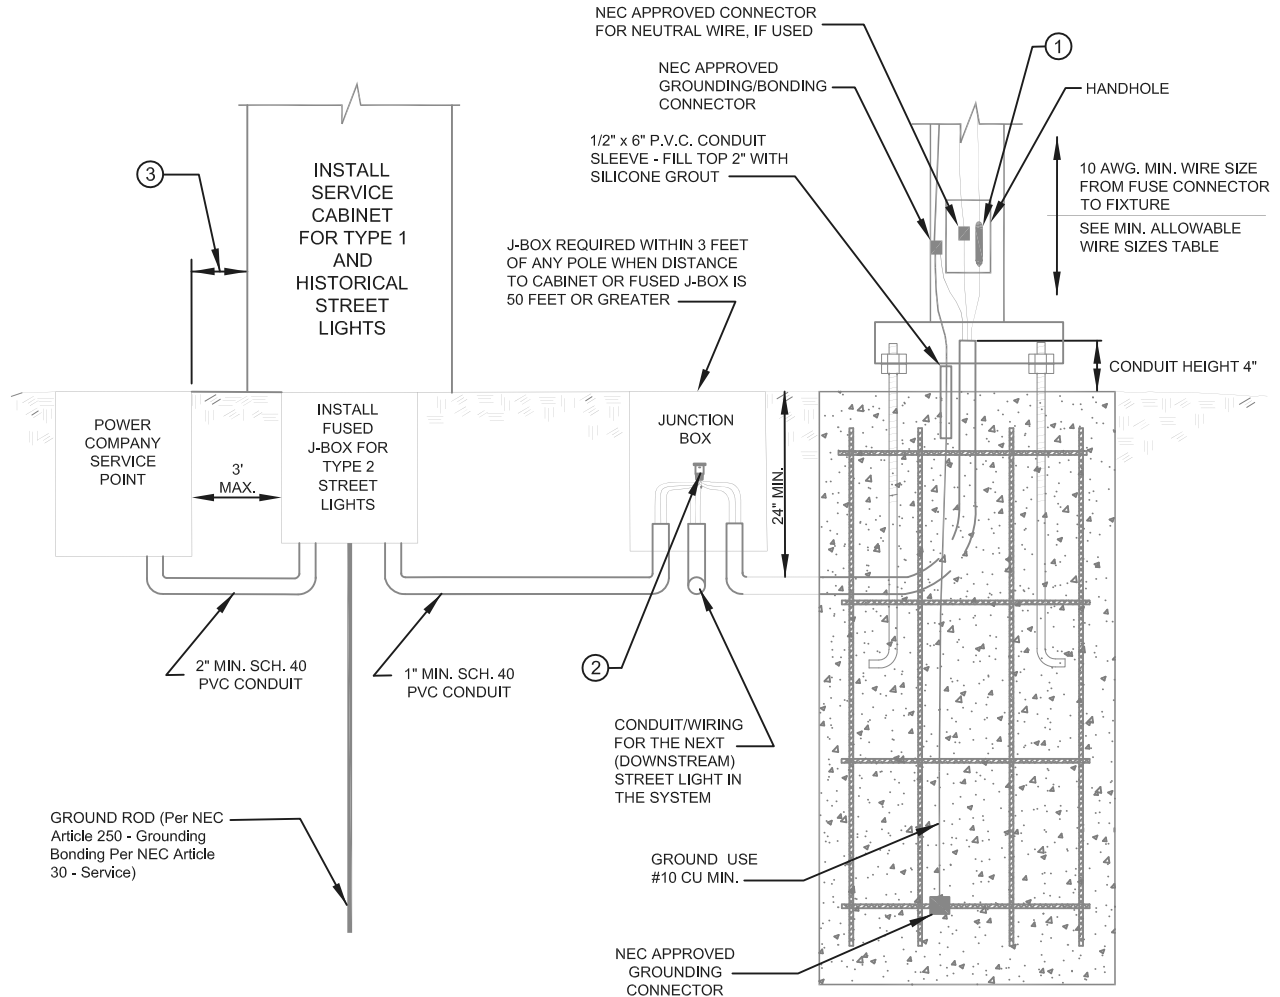 NEC APPROVED CONNECTOR
FOR NEUTRAL WIRE, IF USED
1
NEC APPROVED
GROUNDING/BONDING
CONNECTOR
HANDHOLE
1/2" x 6" P.V.C. CONDUIT
SLEEVE - FILL TOP 2" WITH
SILICONE GROUT
3
INSTALL
SERVICE
CABINET
FOR TYPE 1
AND
HISTORICAL
STREET
LIGHTS
10 AWG. MIN. WIRE SIZE
FROM FUSE CONNECTOR
TO FIXTURE
SEE MIN. ALLOWABLE
WIRE SIZES TABLE
J-BOX REQUIRED WITHIN 3 FEET
OF ANY POLE WHEN DISTANCE
TO CABINET OR FUSED J-BOX IS
50 FEET OR GREATER
CONDUIT HEIGHT 4"
POWER
COMPANY
SERVICE
POINT
3'
MAX.
INSTALL
FUSED
J-BOX FOR
TYPE 2
STREET
LIGHTS
JUNCTION
BOX
24" MIN.
2" MIN. SCH. 40
PVC CONDUIT
1" MIN. SCH. 40
PVC CONDUIT
2
CONDUIT/WIRING
FOR THE NEXT
(DOWNSTREAM)
STREET LIGHT IN
THE SYSTEM
GROUND ROD (Per NEC
Article 250 - Grounding
Bonding Per NEC Article
30 - Service)
GROUND USE
#10 CU MIN.
NEC APPROVED
GROUNDING
CONNECTOR